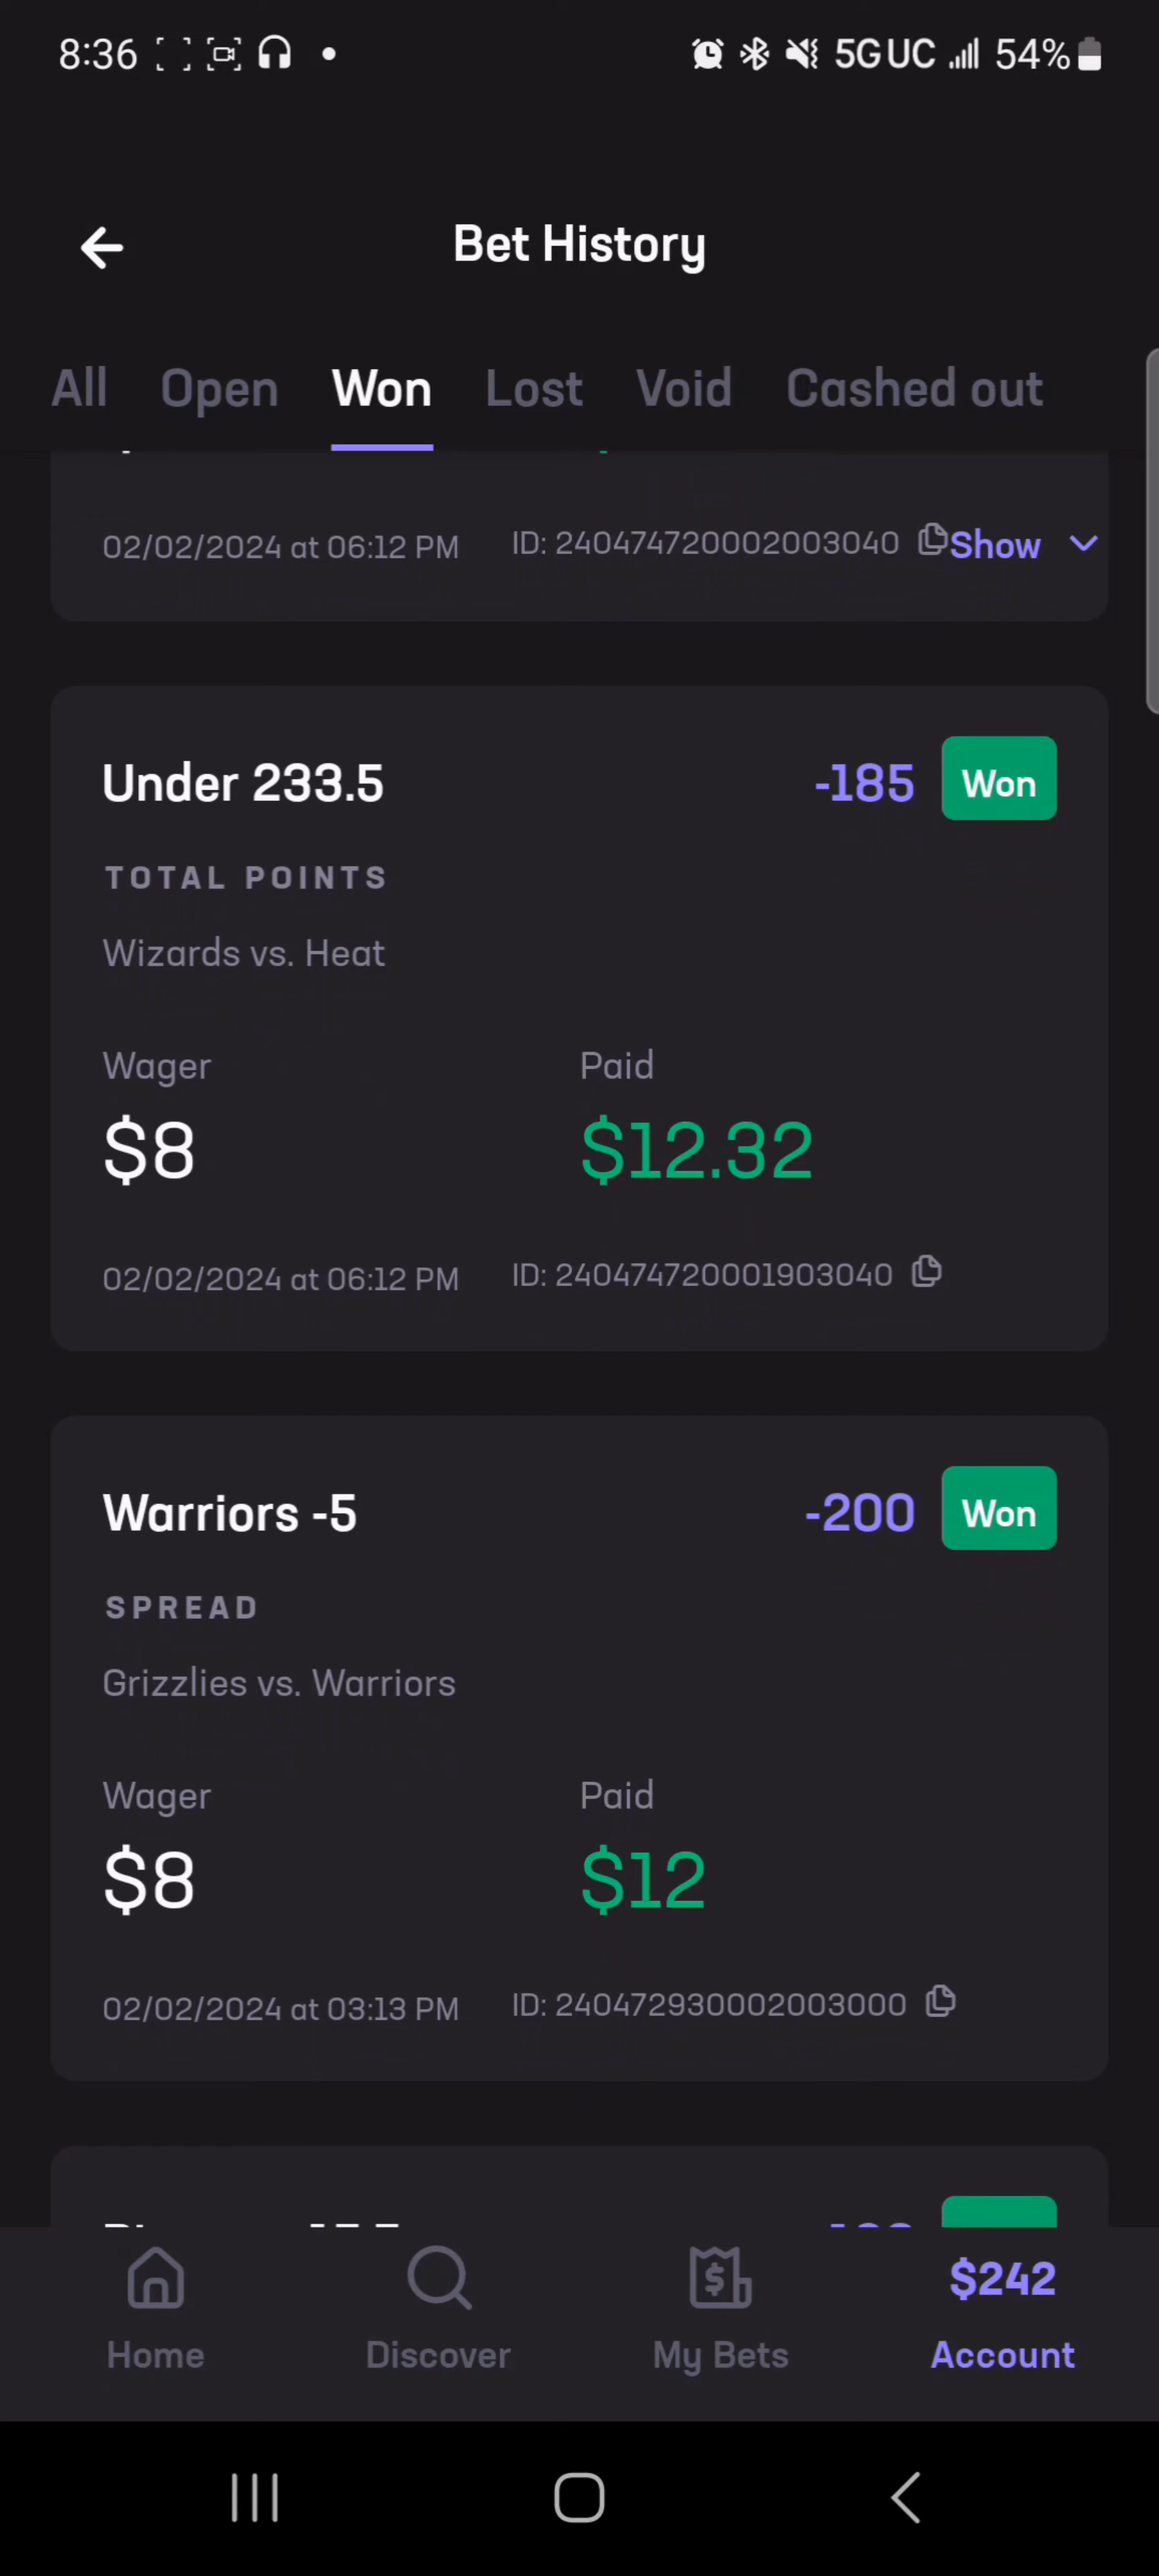 8:36 5G UC 54%
Bet History
All Open Won Lost Void Cashed out
02/02/2024 at 06:12 PM ID: 240474720002003040 Show
Under 233.5 -185 Won
TOTAL POINTS
Wizards vs. Heat
Wager Paid
$8 $12.32
02/02/2024 at 06:12 PM ID: 240474720001903040
Warriors -5 -200 Won
SPREAD
Grizzlies vs. Warriors
Wager Paid
$8 $12
02/02/2024 at 03:13 PM ID: 240472930002003000
$242
Home Discover My Bets Account